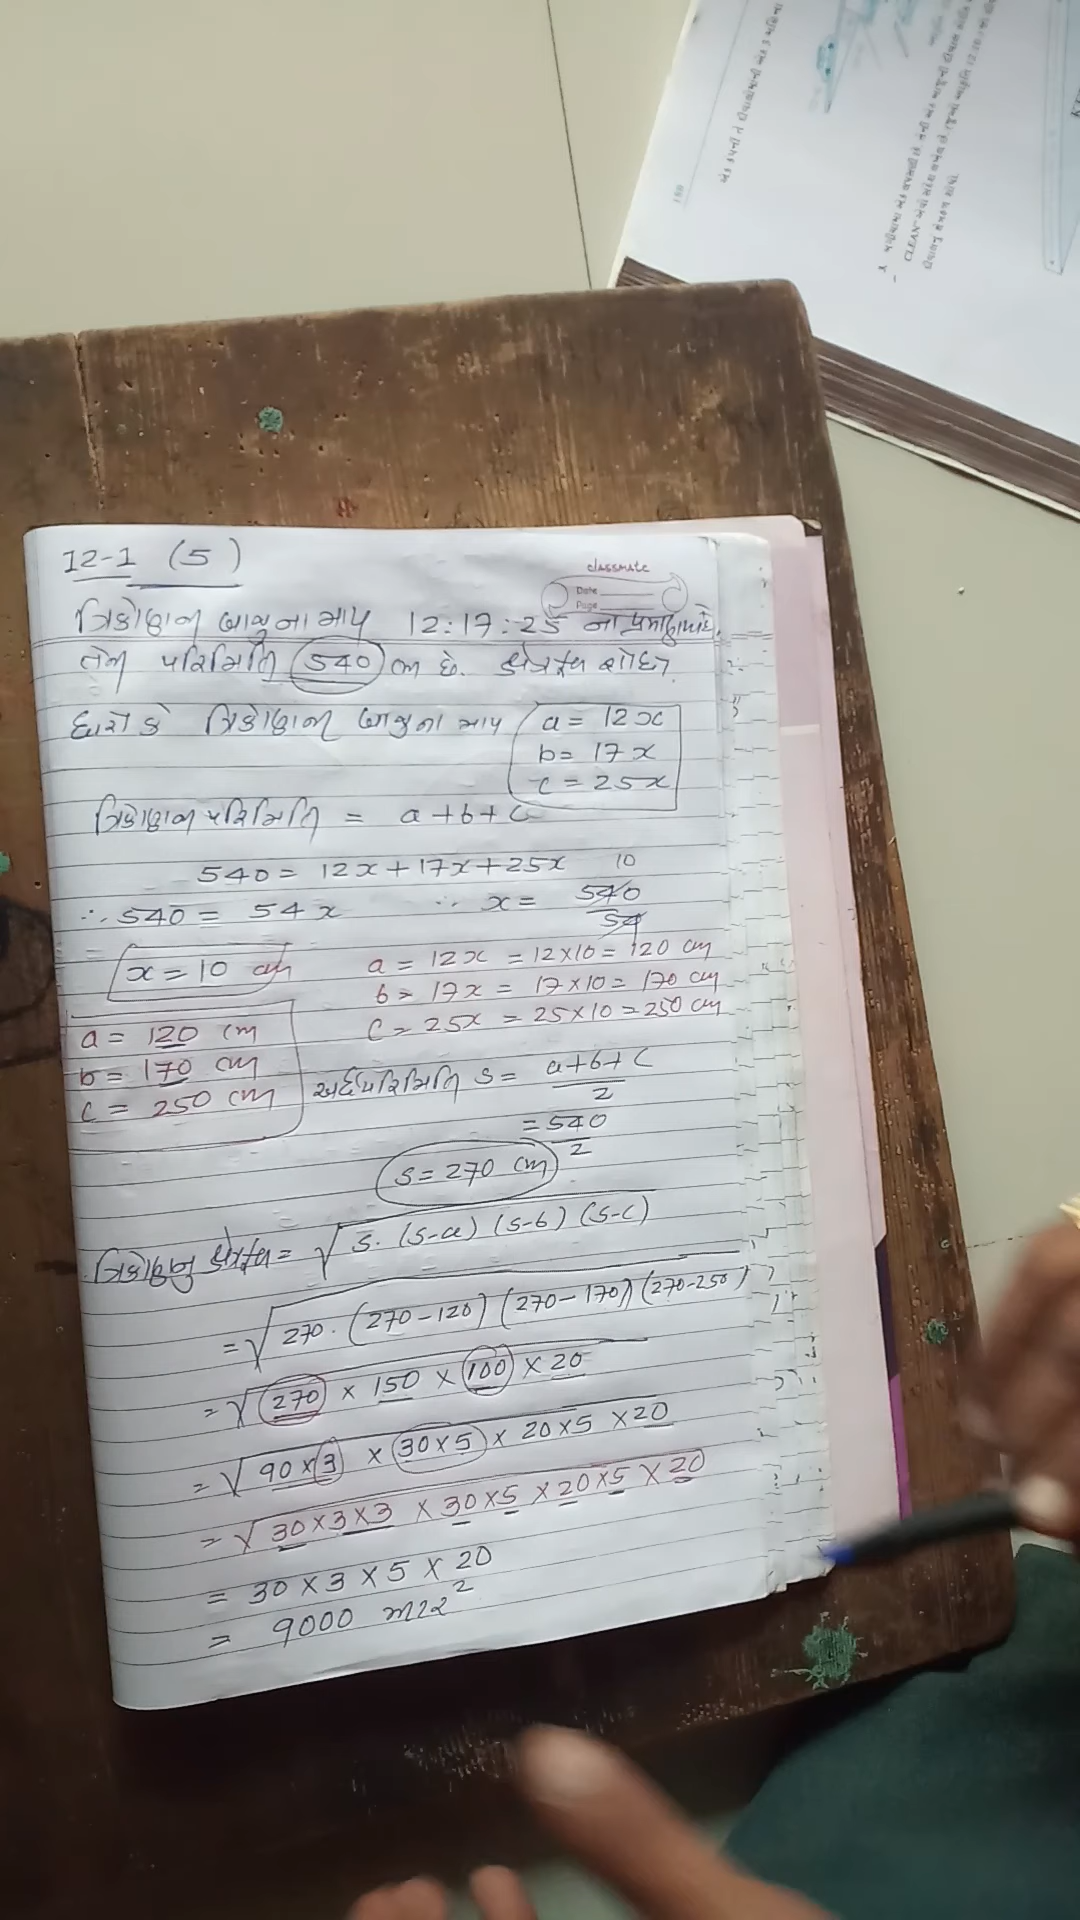 12-1 (5)
classmate
Date
Page
ત્રિકોણના બાજુના માપ 12:17:25 ના પ્રમાણમાં છે.
તેની પરિમિતિ 540 cm છે. ક્ષેત્રફળ શોધો.
ધારો કે ત્રિકોણના બાજુના માપ a = 12x
b = 17x
c = 25x
ત્રિકોણની પરિમિતિ = a+b+c
540 = 12x+17x+25x
∴ 540 = 54x ∴ x = 540/54 10
x = 10 cm
a = 12x = 12×10 = 120 cm
b = 17x = 17×10 = 170 cm
c = 25x = 25×10 = 250 cm
a = 120 cm
b = 170 cm
c = 250 cm
અર્ધપરિમિતિ s = a+b+c/2
= 540/2
s = 270 cm
ત્રિકોણનું ક્ષેત્રફળ = √s. (s-a) (s-b) (s-c)
= √270. (270-120) (270-170) (270-250)
= √270 × 150 × 100 × 20
= √90×3 × 30×5 × 20×5 × 20
= √30×3×3 × 30×5 × 20×5 × 20
= 30×3×5×20
= 9000
CLEAN